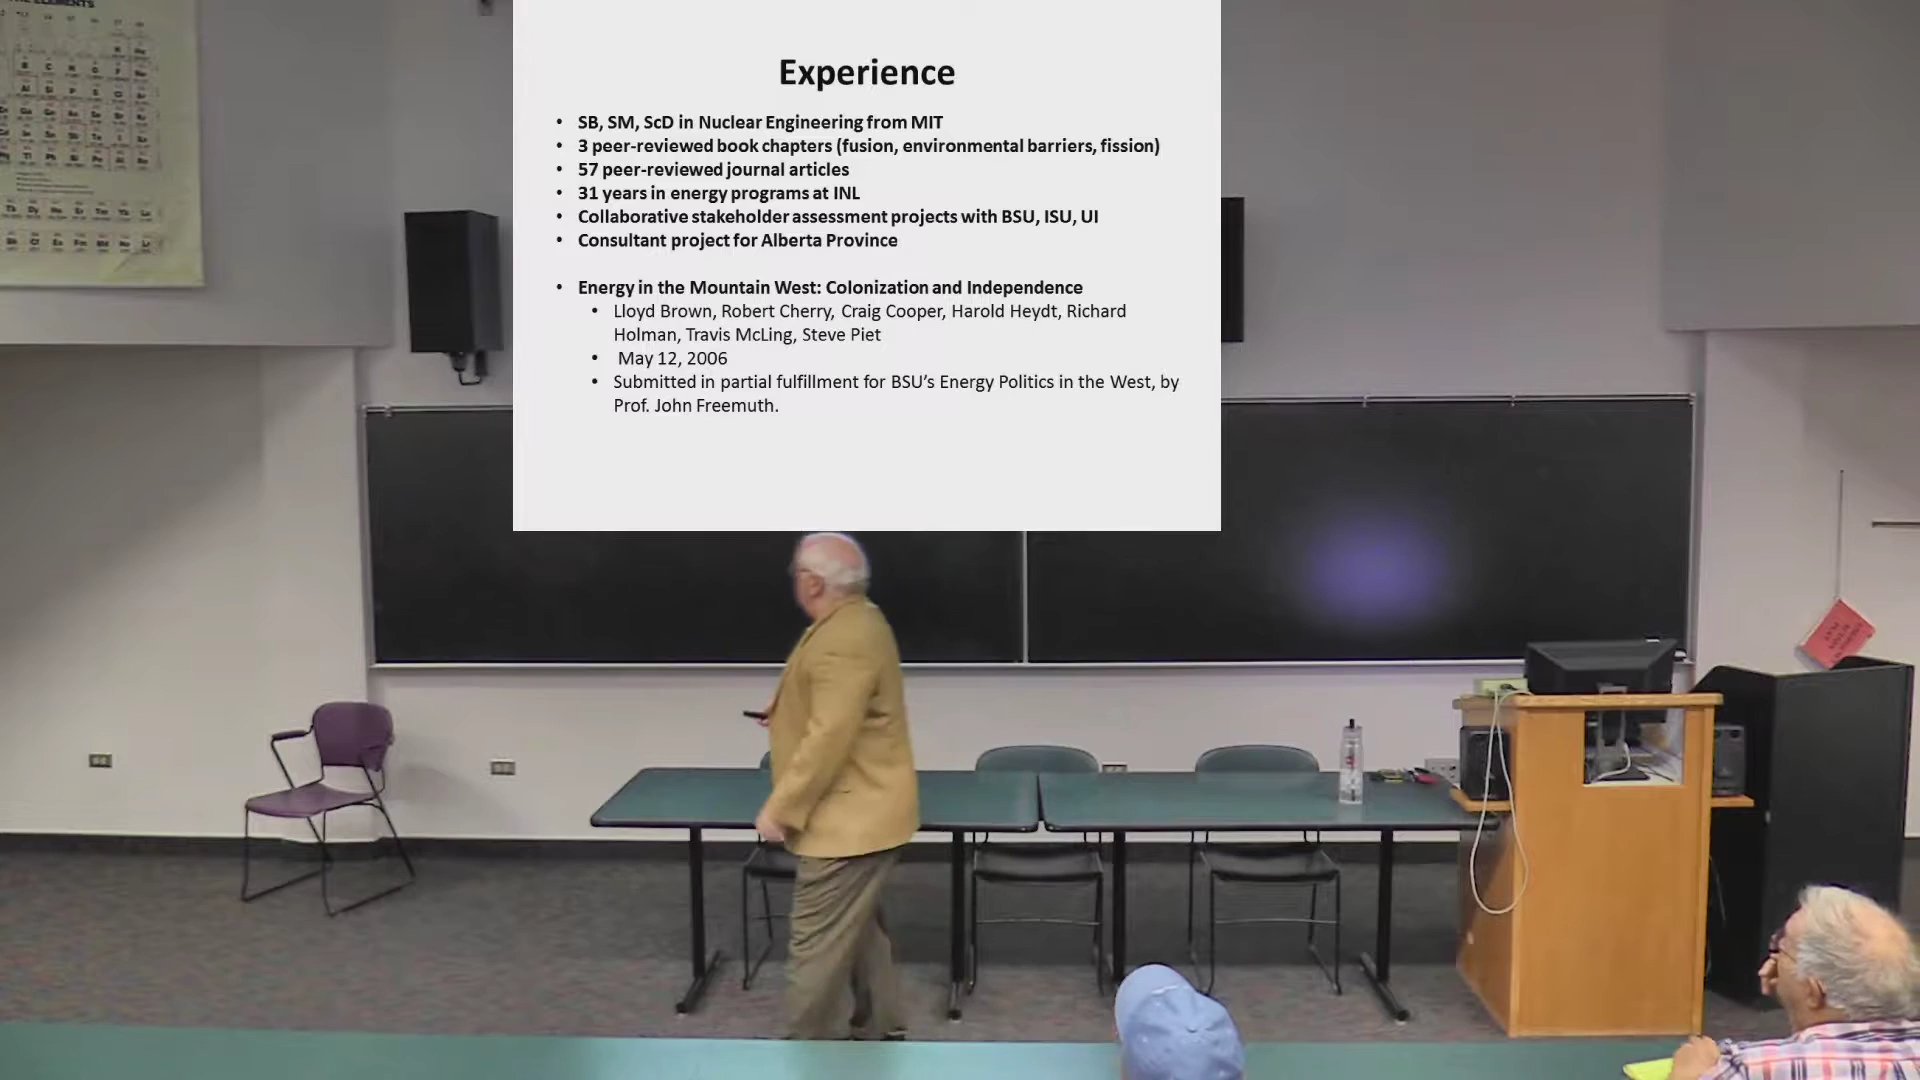 THE ELEMENTS
Experience
• SB, SM, ScD in Nuclear Engineering from MIT
• 3 peer-reviewed book chapters (fusion, environmental barriers, fission)
• 57 peer-reviewed journal articles
• 31 years in energy programs at INL
• Collaborative stakeholder assessment projects with BSU, ISU, UI
• Consultant project for Alberta Province
• Energy in the Mountain West: Colonization and Independence
• Lloyd Brown, Robert Cherry, Craig Cooper, Harold Heydt, Richard
Holman, Travis McLing, Steve Piet
• May 12, 2006
• Submitted in partial fulfillment for BSU’s Energy Politics in the West, by
Prof. John Freemuth.